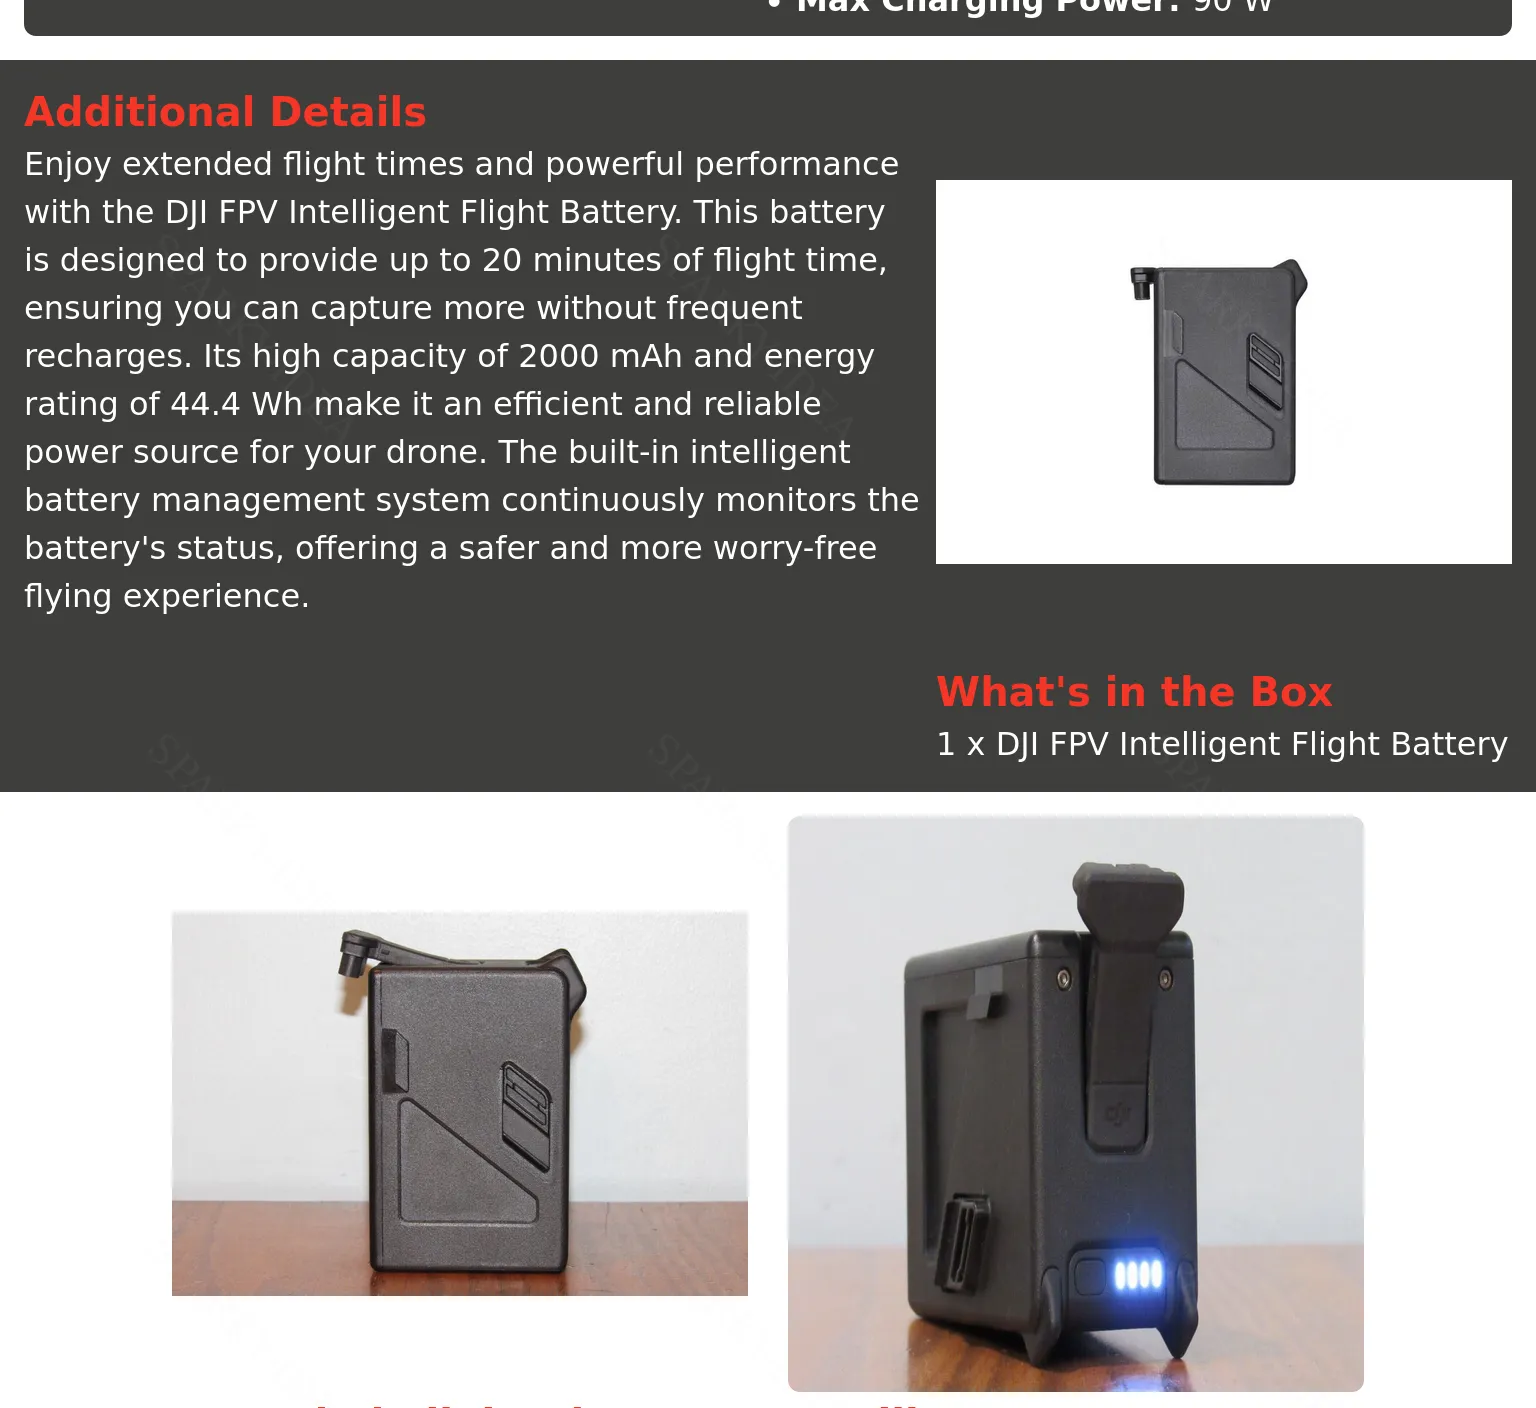 • Max Charging Power: 90 W
Additional Details
Enjoy extended flight times and powerful performance
with the DJI FPV Intelligent Flight Battery. This battery
is designed to provide up to 20 minutes of flight time,
ensuring you can capture more without frequent
recharges. Its high capacity of 2000 mAh and energy
rating of 44.4 Wh make it an efficient and reliable
power source for your drone. The built-in intelligent
battery management system continuously monitors the
battery's status, offering a safer and more worry-free
flying experience.
What's in the Box
1 x DJI FPV Intelligent Flight Battery
dji